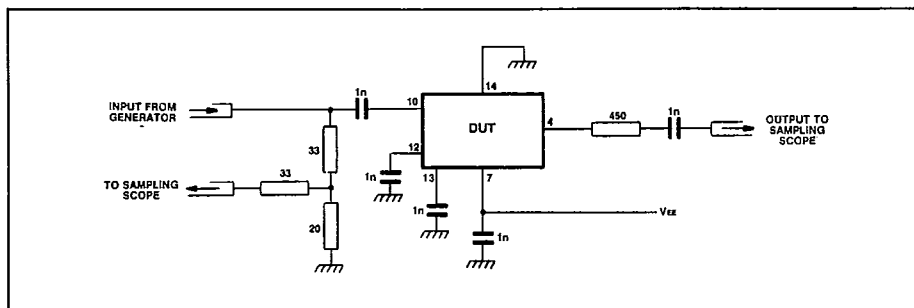 14
1n
10
INPUT FROM
GENERATOR
DUT
4
450
1n
OUTPUT TO
SAMPLING
SCOPE
33
12
1n
13
7
TO SAMPLING
SCOPE
33
1n
VEE
20
1n